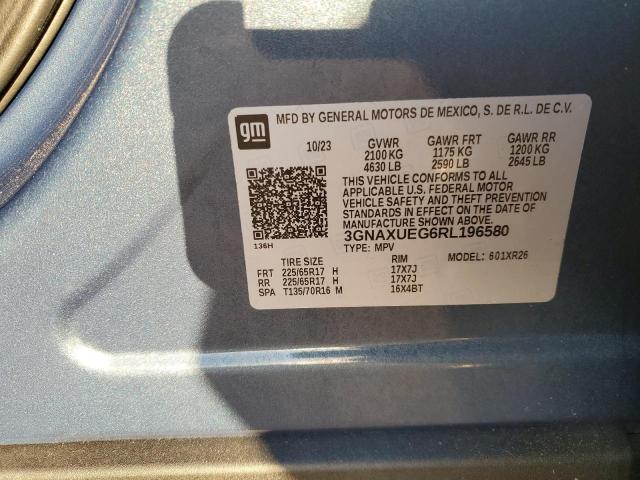 gm
MFD BY GENERAL MOTORS DE MEXICO, S. DE R.L. DE C.V.
10/23 GVWR GAWR FRT GAWR RR
2100 KG 1175 KG 1200 KG
4630 LB 2590 LB 2645 LB
THIS VEHICLE CONFORMS TO ALL
APPLICABLE U.S. FEDERAL MOTOR
VEHICLE SAFETY AND THEFT
PREVENTION STANDARDS IN
EFFECT ON THE DATE OF
MANUFACTURE SHOWN ABOVE.
136H
3GNAXUEG6RL196580
TYPE: MPV MODEL: 601XR26
TIRE SIZE RIM
FRT 225/65R17 H 17X7J
RR 225/65R17 H 17X7J
SPA T135/70R16 M 16X4BT